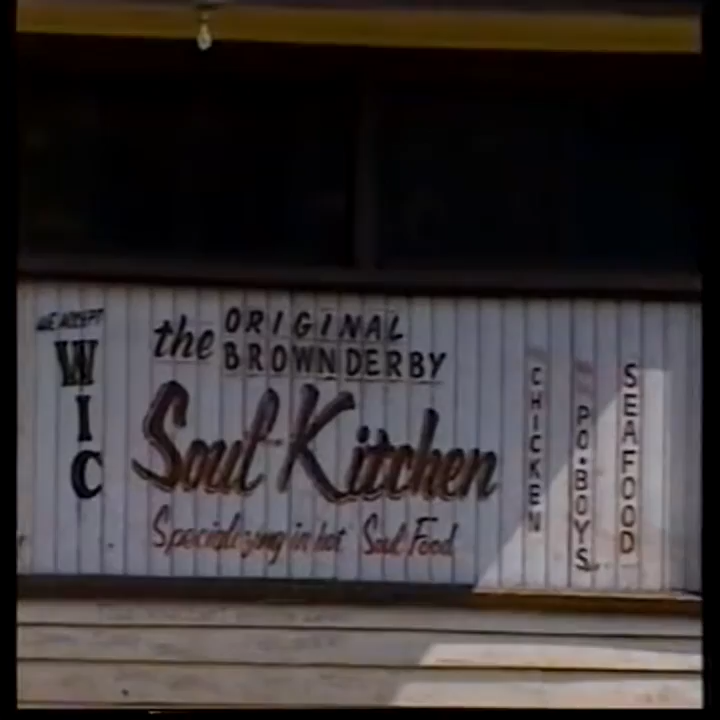 WE ACCEPT
WIC
the ORIGINAL
BROWN DERBY
Soul Kitchen
Specializing in hot Soul Food
CHICKEN
PO-BOYS
SEAFOOD